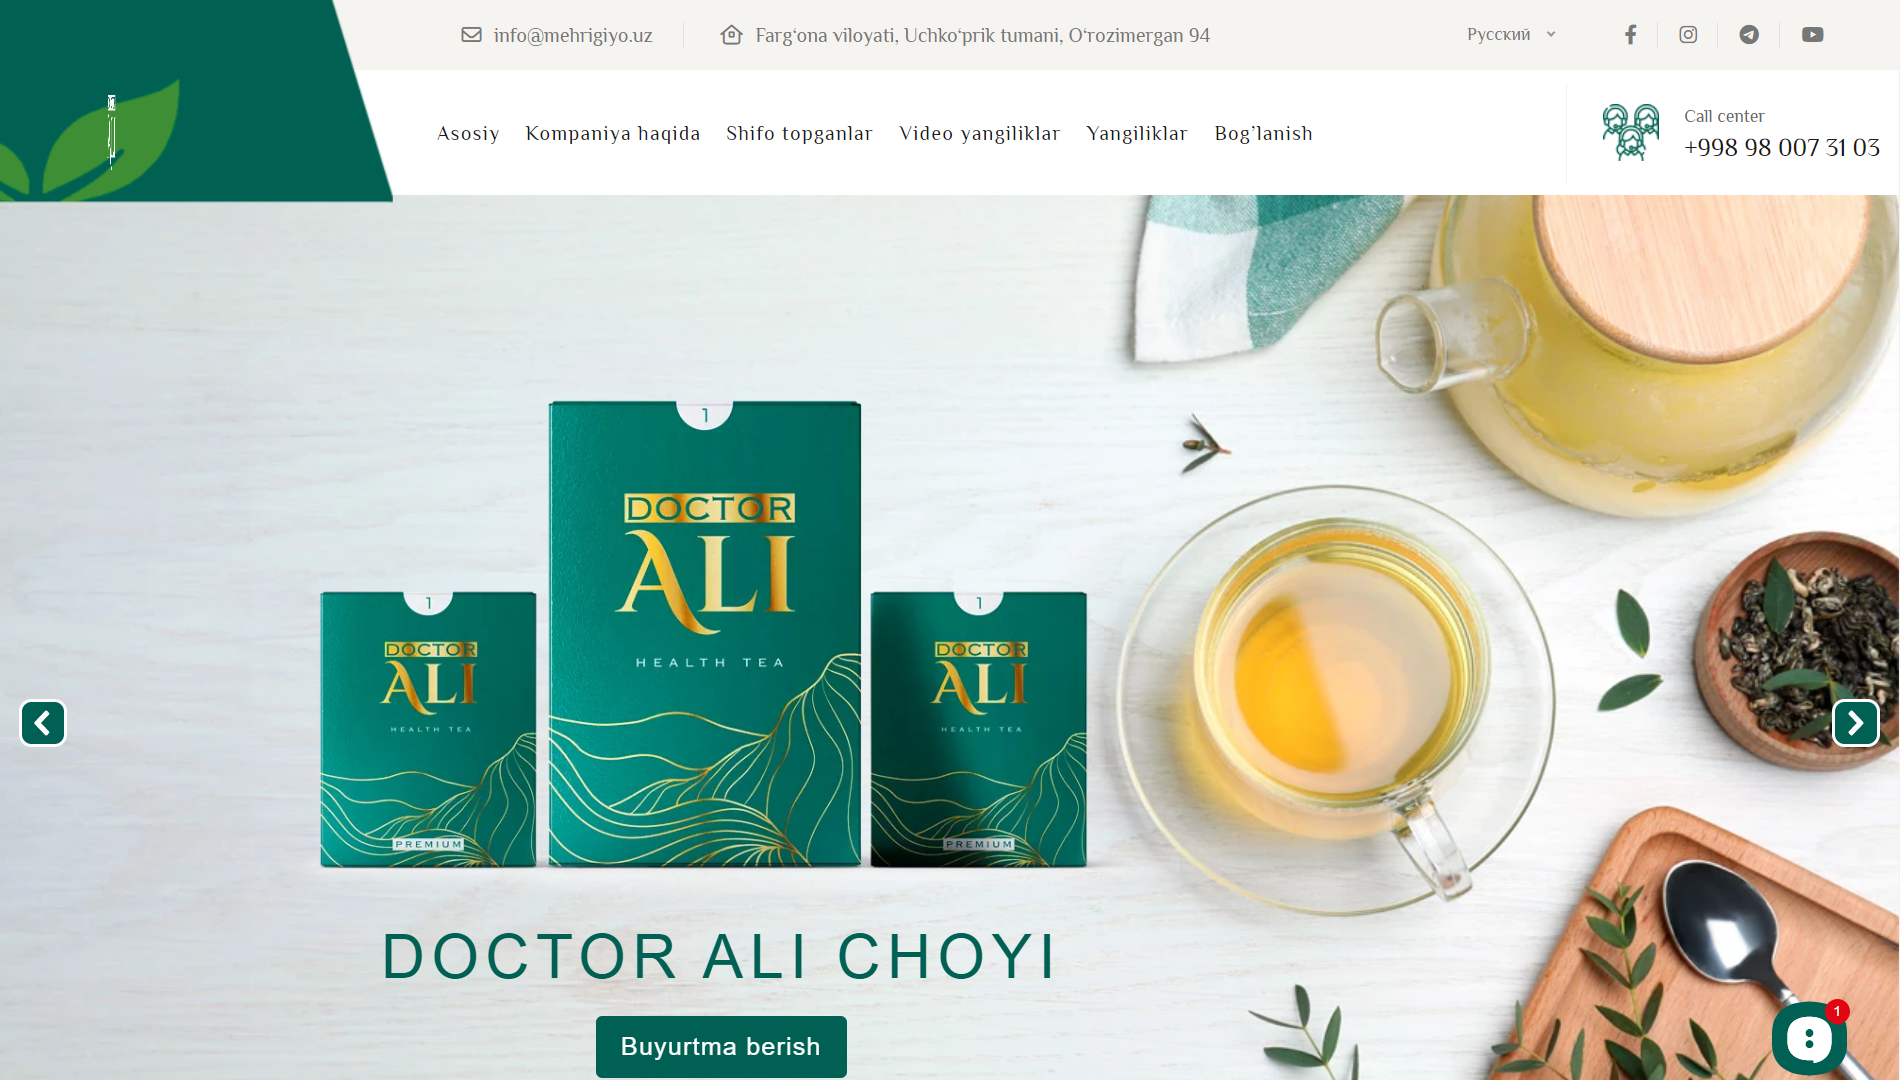 info@mehrigiyo.uz
Farg‘ona viloyati, Uchko‘prik tumani, O‘rozimergan 94
Русский
Asosiy
Kompaniya haqida
Shifo topganlar
Video yangiliklar
Yangiliklar
Bog’lanish
Call center
+998 98 007 31 03
1
DOCTOR
ALI
HEALTH TEA
1
DOCTOR
ALI
HEALTH TEA
PREMIUM
1
DOCTOR
ALI
HEALTH TEA
PREMIUM
DOCTOR ALI CHOYI
Buyurtma berish
1